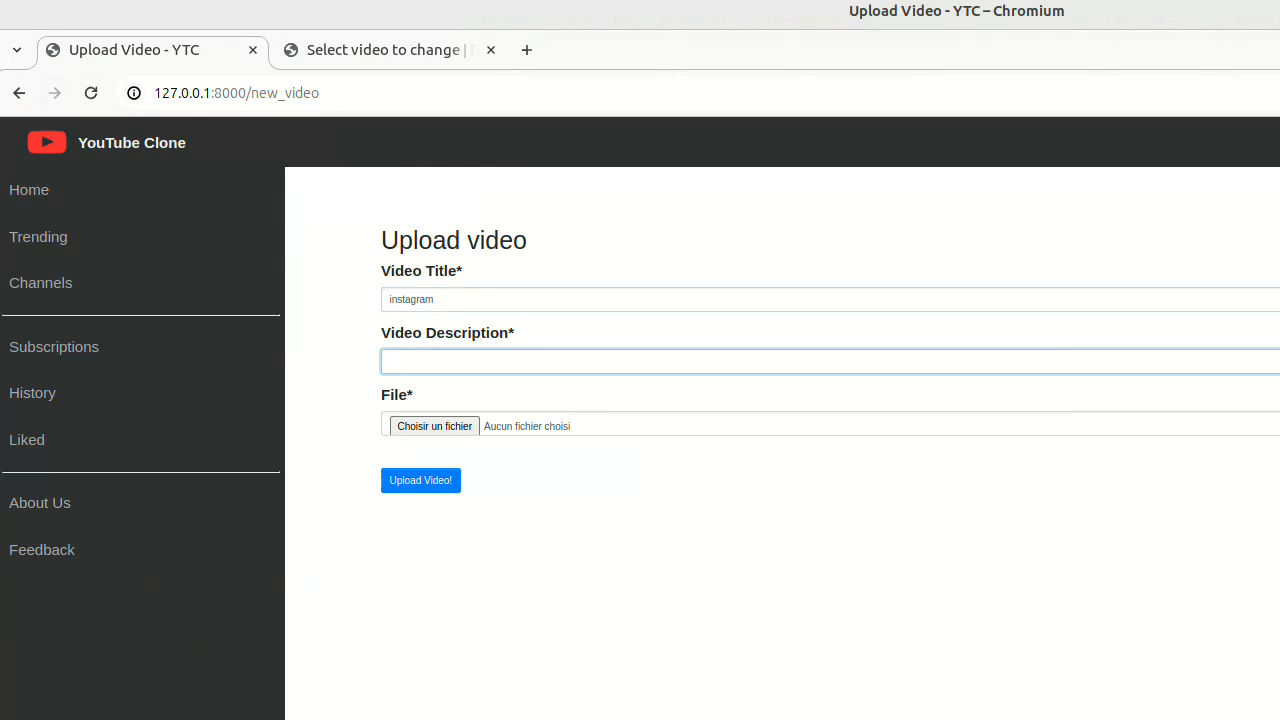 Upload Video - YTC – Chromium
Upload Video - YTC
Select video to change |
127.0.0.1:8000/new_video
YouTube Clone
Home
Trending
Channels
Subscriptions
History
Liked
About Us
Feedback
Upload video
Video Title*
instagram
Video Description*
File*
Choisir un fichier Aucun fichier choisi
Upload Video!